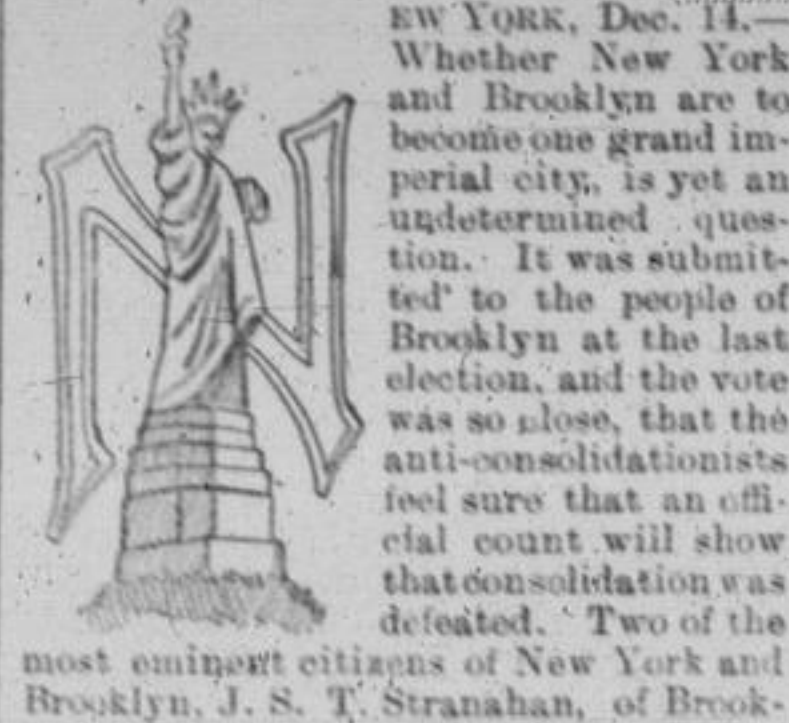 NEW YORK, Dec. 14.—
Whether New York
and Brooklyn are to
become one grand im-
perial city, is yet an
undetermined ques-
tion. It was submit-
ted to the people of
Brooklyn at the last
election, and the vote
was so close, that the
anti-consolidationists
feel sure that an offi-
cial count will show
that consolidation was
defeated. Two of the
most eminent citizens of New York and
Brooklyn, J. S. T. Stranahan, of Brook-